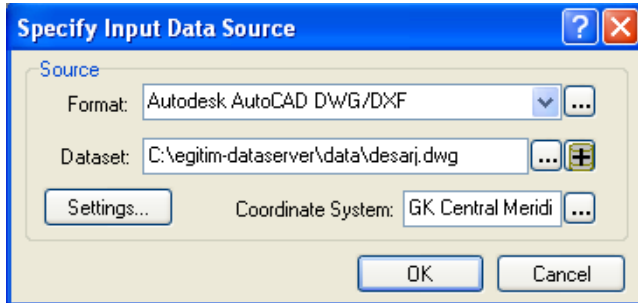 Specify Input Data Source
Source
Format: Autodesk AutoCAD DWG/DXF ...
Dataset: C:\egitim-dataserver\data\desarj.dwg ...
Settings... Coordinate System: GK Central Meridi ...
OK Cancel